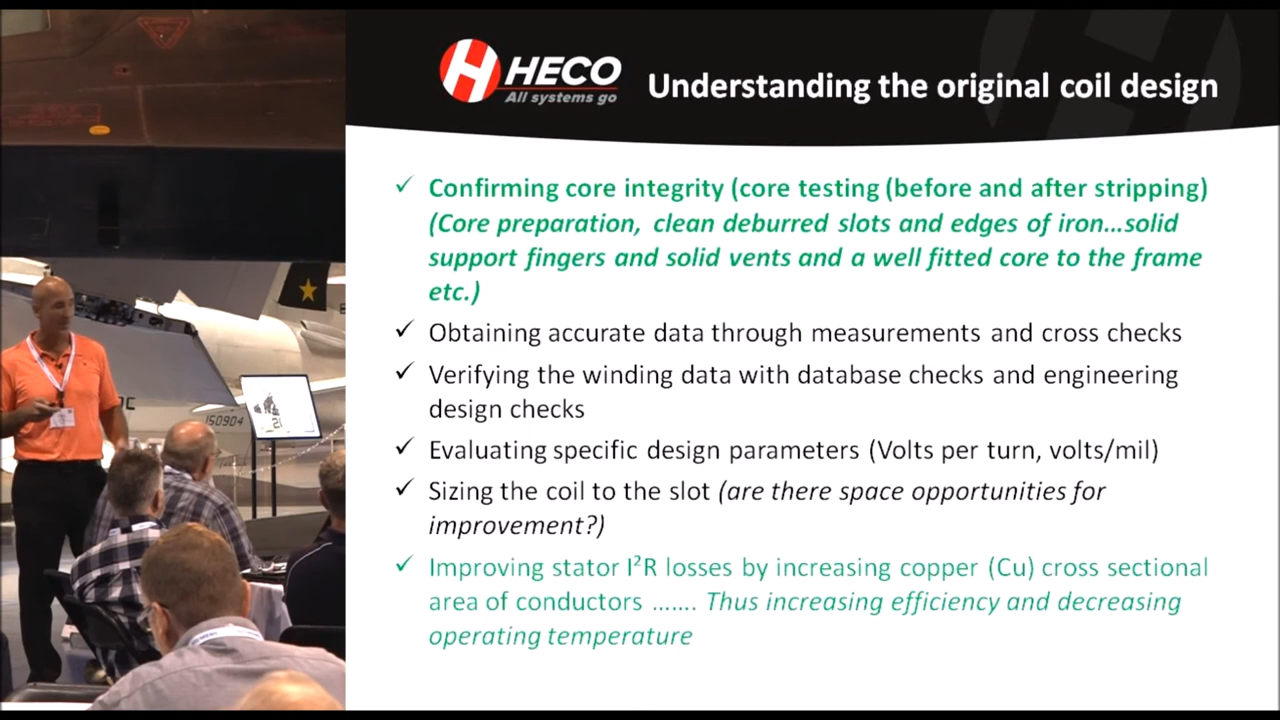 HECO
All systems go
Understanding the original coil design
✓ Confirming core integrity (core testing (before and after stripping)
(Core preparation, clean deburred slots and edges of iron...solid
support fingers and solid vents and a well fitted core to the frame
etc.)
✓ Obtaining accurate data through measurements and cross checks
✓ Verifying the winding data with database checks and engineering
design checks
✓ Evaluating specific design parameters (Volts per turn, volts/mil)
✓ Sizing the coil to the slot (are there space opportunities for
improvement?)
✓ Improving stator I²R losses by increasing copper (Cu) cross sectional
area of conductors ....... Thus increasing efficiency and decreasing
operating temperature
150904